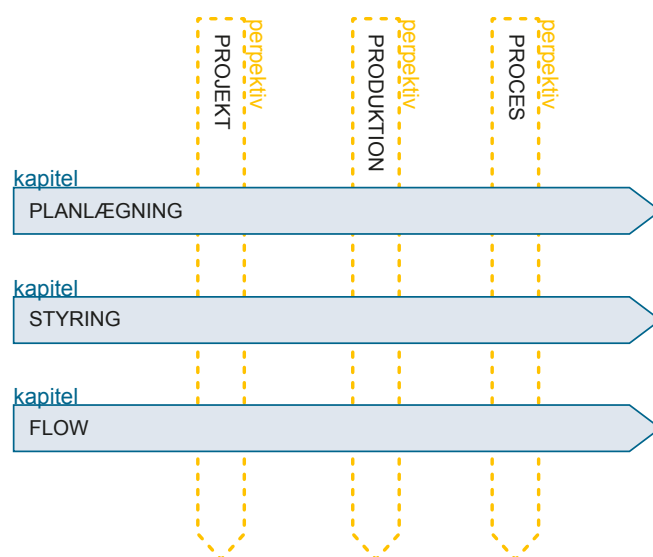 PROJEKT
perpektiv
PRODUKTION
perpektiv
PROCES
perpektiv
kapitel
PLANLÆGNING
kapitel
STYRING
kapitel
FLOW